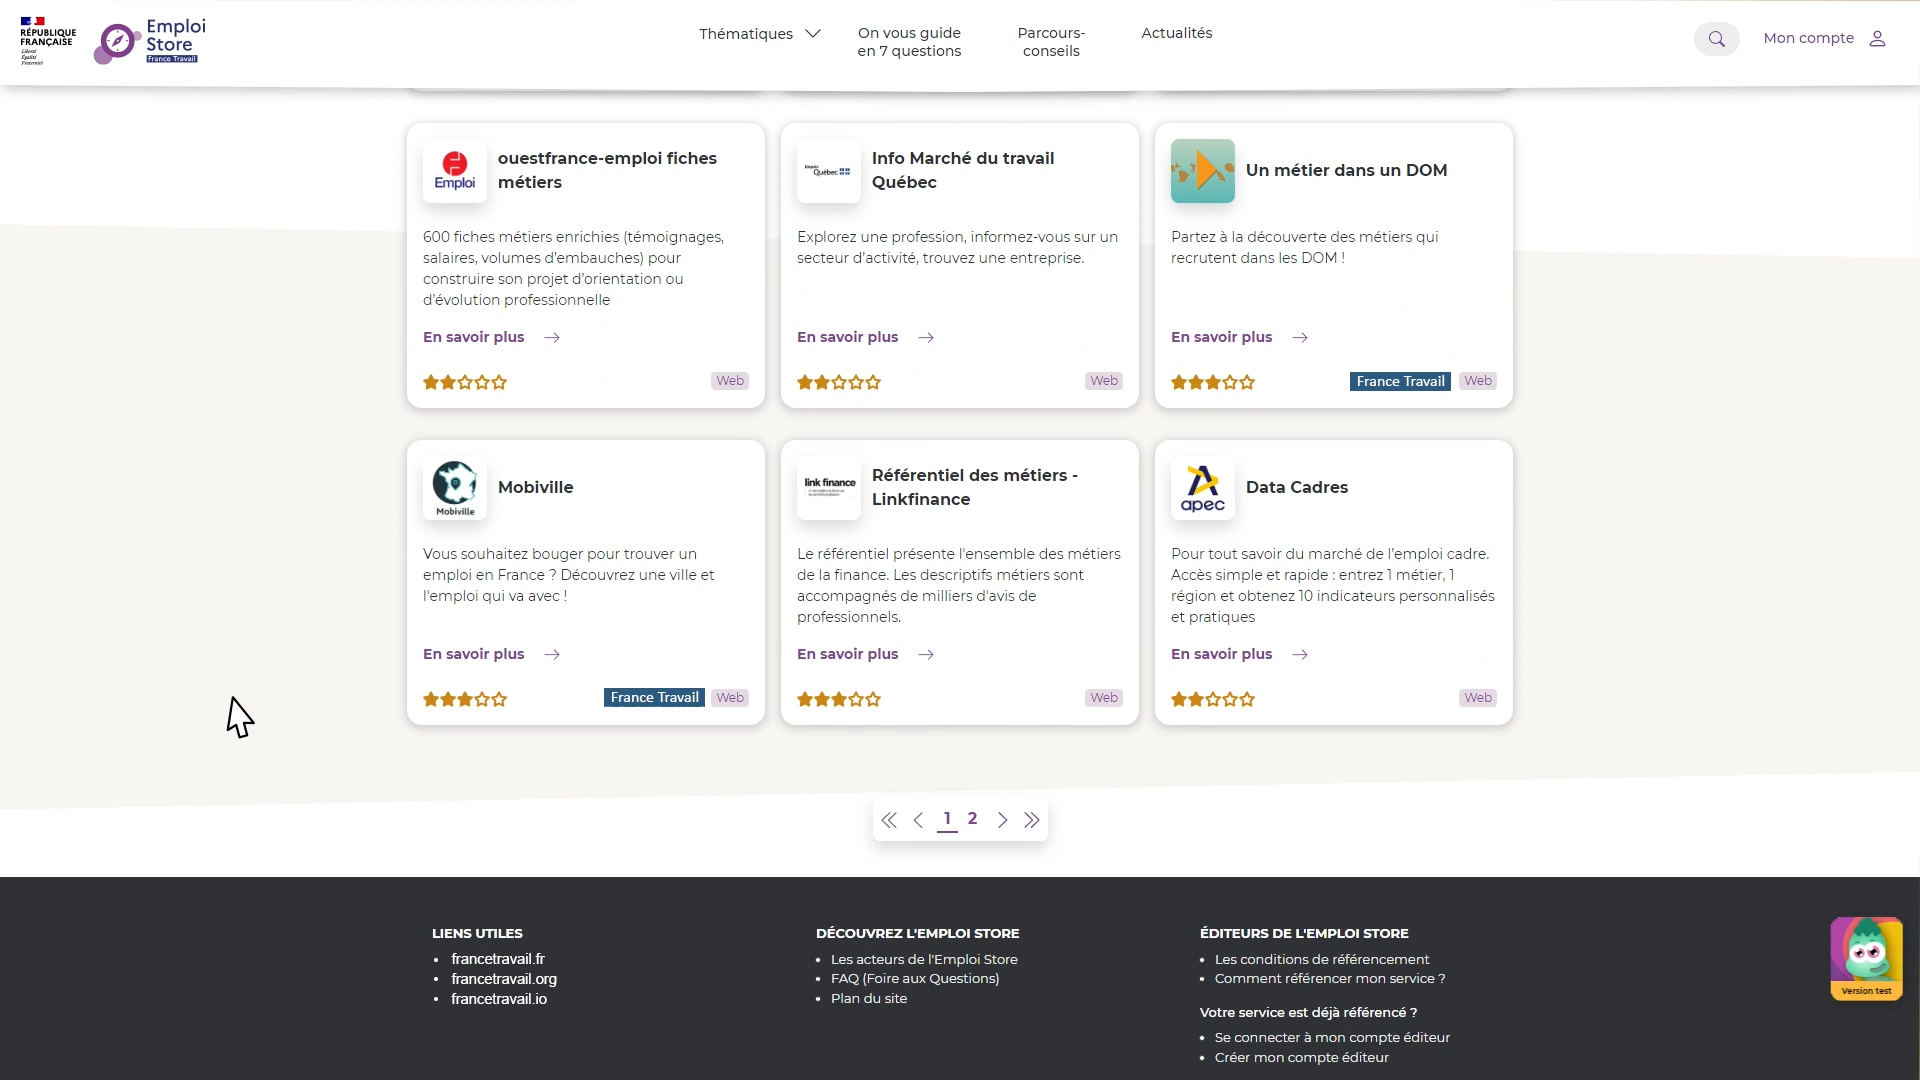 RÉPUBLIQUE
FRANÇAISE
Liberté
Égalité
Fraternité
Emploi
Store
France Travail
Thématiques
On vous guide
en 7 questions
Parcours-
conseils
Actualités
Mon compte
Emploi
ouestfrance-emploi fiches
métiers
600 fiches métiers enrichies (témoignages,
salaires, volumes d'embauches) pour
construire son projet d'orientation ou
d'évolution professionnelle
En savoir plus
Web
Emploi
Québec
Info Marché du travail
Québec
Explorez une profession, informez-vous sur un
secteur d'activité, trouvez une entreprise.
En savoir plus
Web
Un métier dans un DOM
Partez à la découverte des métiers qui
recrutent dans les DOM !
En savoir plus
France Travail
Web
Mobiville
Mobiville
Vous souhaitez bouger pour trouver un
emploi en France ? Découvrez une ville et
l'emploi qui va avec !
En savoir plus
France Travail
Web
link finance
Référentiel des métiers -
Linkfinance
Le référentiel présente l'ensemble des métiers
de la finance. Les descriptifs métiers sont
accompagnés de milliers d'avis de
professionnels.
En savoir plus
Web
apec
Data Cadres
Pour tout savoir du marché de l'emploi cadre.
Accès simple et rapide : entrez 1 métier, 1
région et obtenez 10 indicateurs personnalisés
et pratiques
En savoir plus
Web
1 2
LIENS UTILES
• francetravail.fr
• francetravail.org
• francetravail.io
DÉCOUVREZ L'EMPLOI STORE
• Les acteurs de l'Emploi Store
• FAQ (Foire aux Questions)
• Plan du site
ÉDITEURS DE L'EMPLOI STORE
• Les conditions de référencement
• Comment référencer mon service ?
Votre service est déjà référencé ?
• Se connecter à mon compte éditeur
• Créer mon compte éditeur
Version test